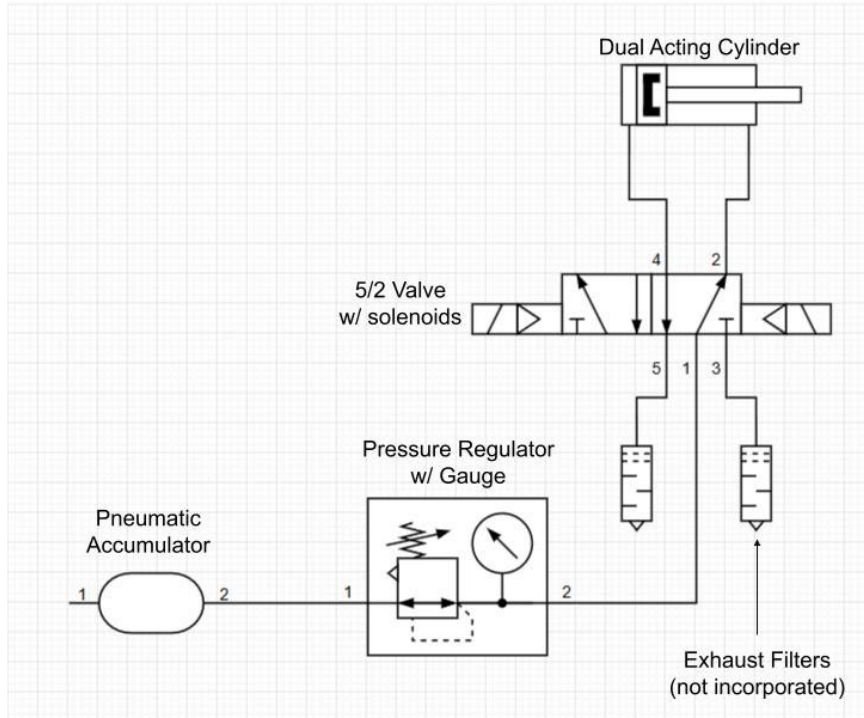 Dual Acting Cylinder
4 2
5/2 Valve
w/ solenoids
5 1 3
Pressure Regulator
w/ Gauge
Pneumatic
Accumulator
1 2 1 2
Exhaust Filters
(not incorporated)